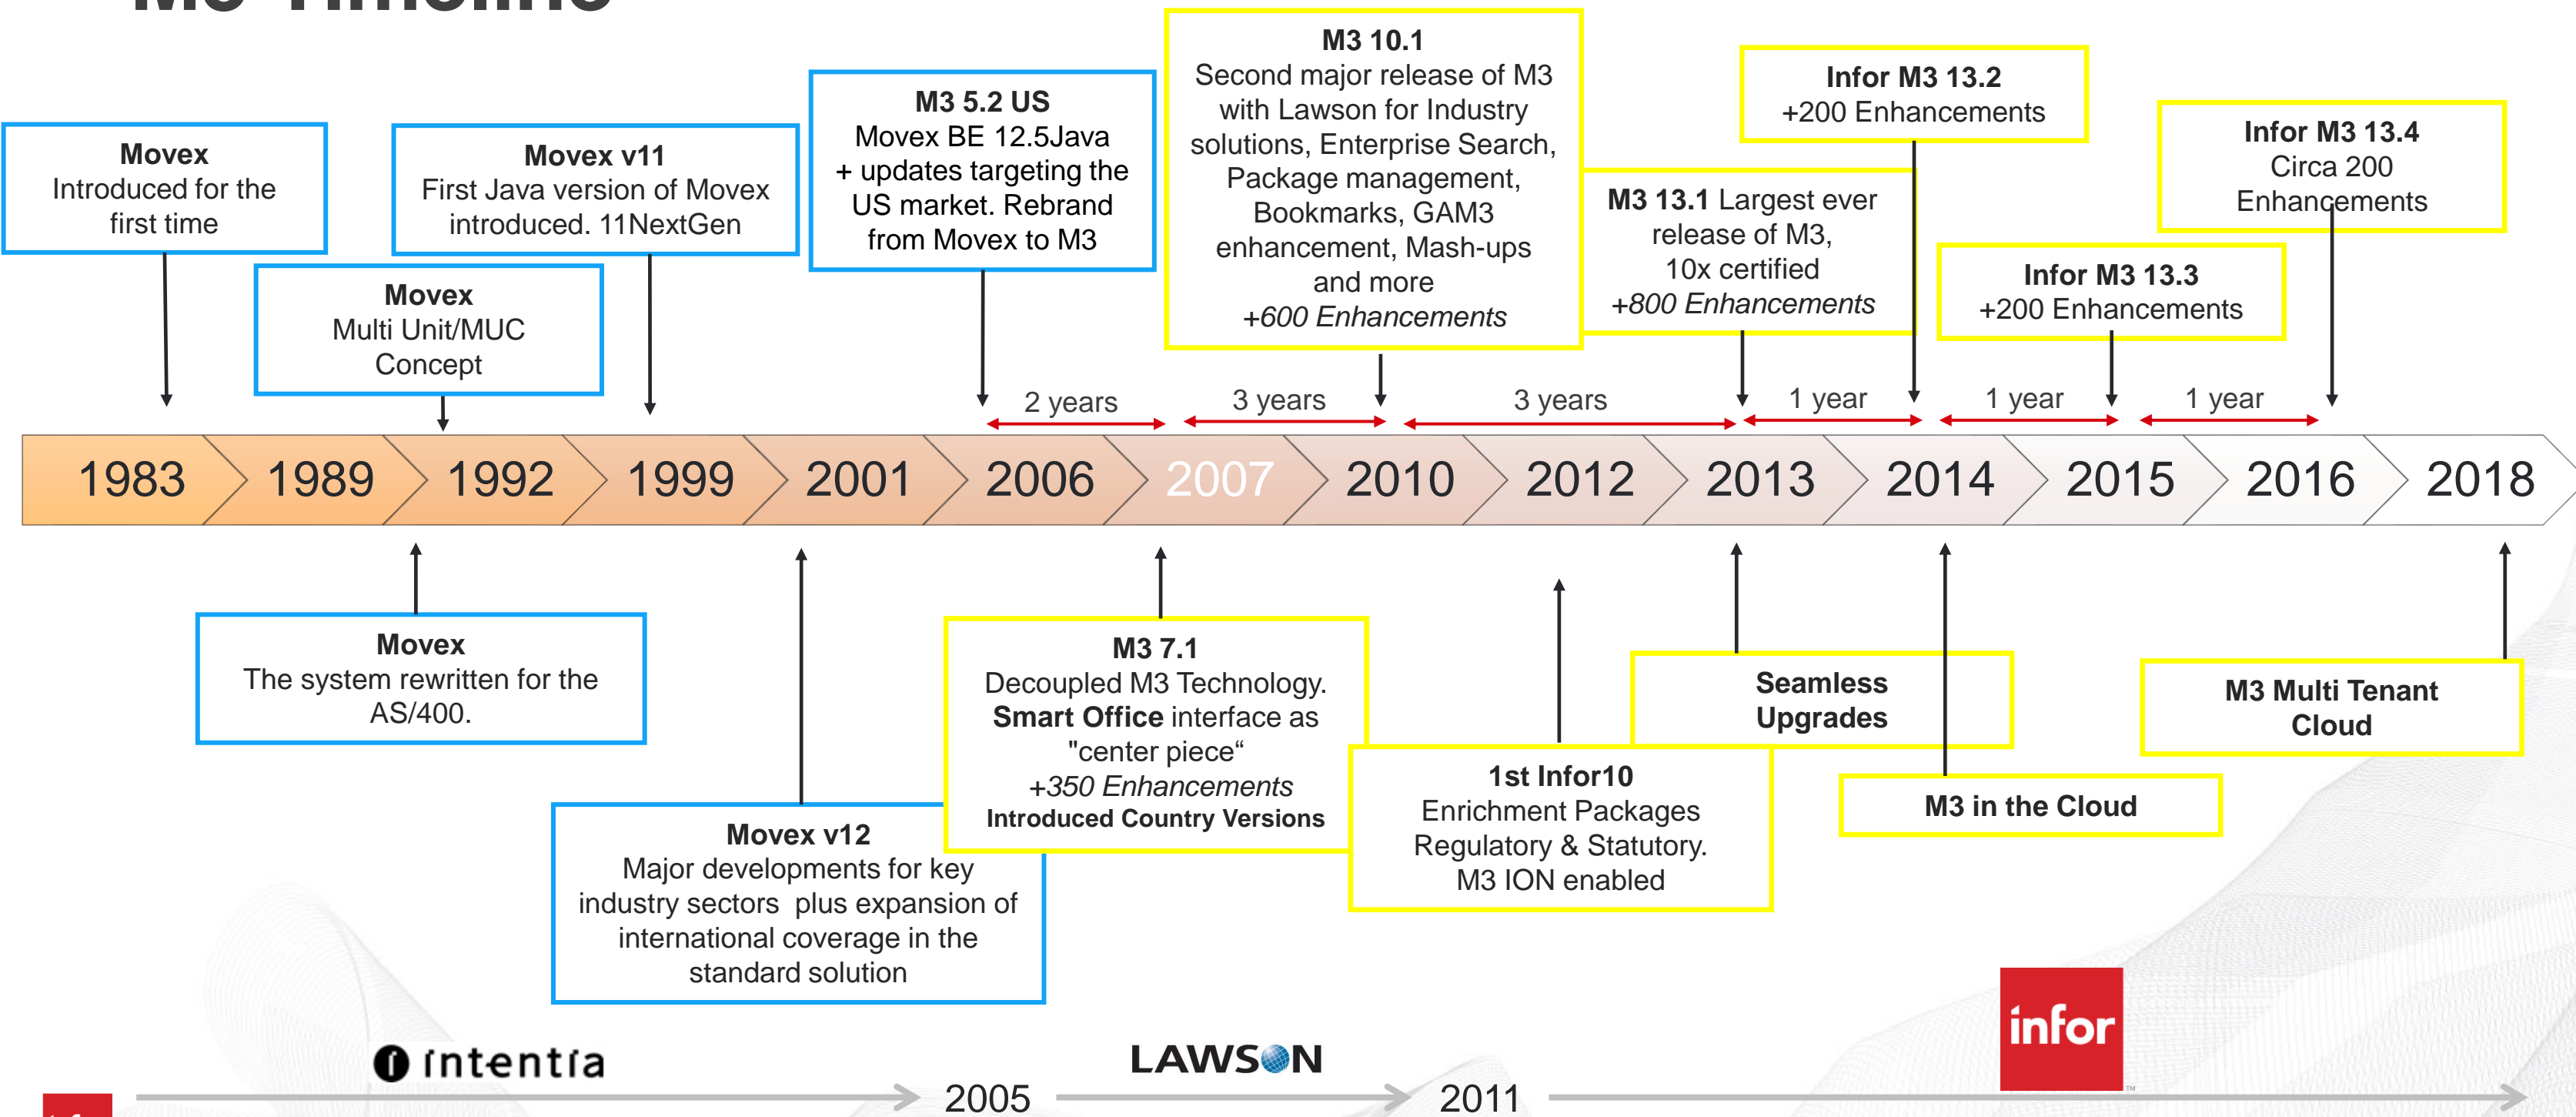 M3 Timeline
Movex
Introduced for the
first time
Movex
Multi Unit/MUC
Concept
Movex v11
First Java version of Movex
introduced. 11NextGen
M3 5.2 US
Movex BE 12.5Java
+ updates targeting the
US market. Rebrand
from Movex to M3
M3 10.1
Second major release of M3
with Lawson for Industry
solutions, Enterprise Search,
Package management,
Bookmarks, GAM3
enhancement, Mash-ups
and more
+600 Enhancements
M3 13.1 Largest ever
release of M3,
10x certified
+800 Enhancements
Infor M3 13.2
+200 Enhancements
Infor M3 13.3
+200 Enhancements
Infor M3 13.4
Circa 200
Enhancements
2 years
3 years
3 years
1 year
1 year
1 year
1983
1989
1992
1999
2001
2006
2007
2010
2012
2013
2014
2015
2016
2018
Movex
The system rewritten for the
AS/400.
Movex v12
Major developments for key
industry sectors  plus expansion of
international coverage in the
standard solution
M3 7.1
Decoupled M3 Technology.
Smart Office interface as
"center piece“
+350 Enhancements
Introduced Country Versions
1st Infor10
Enrichment Packages
Regulatory & Statutory.
M3 ION enabled
Seamless
Upgrades
M3 in the Cloud
M3 Multi Tenant
Cloud
intentia
LAWSON
infor
TM
2005
2011